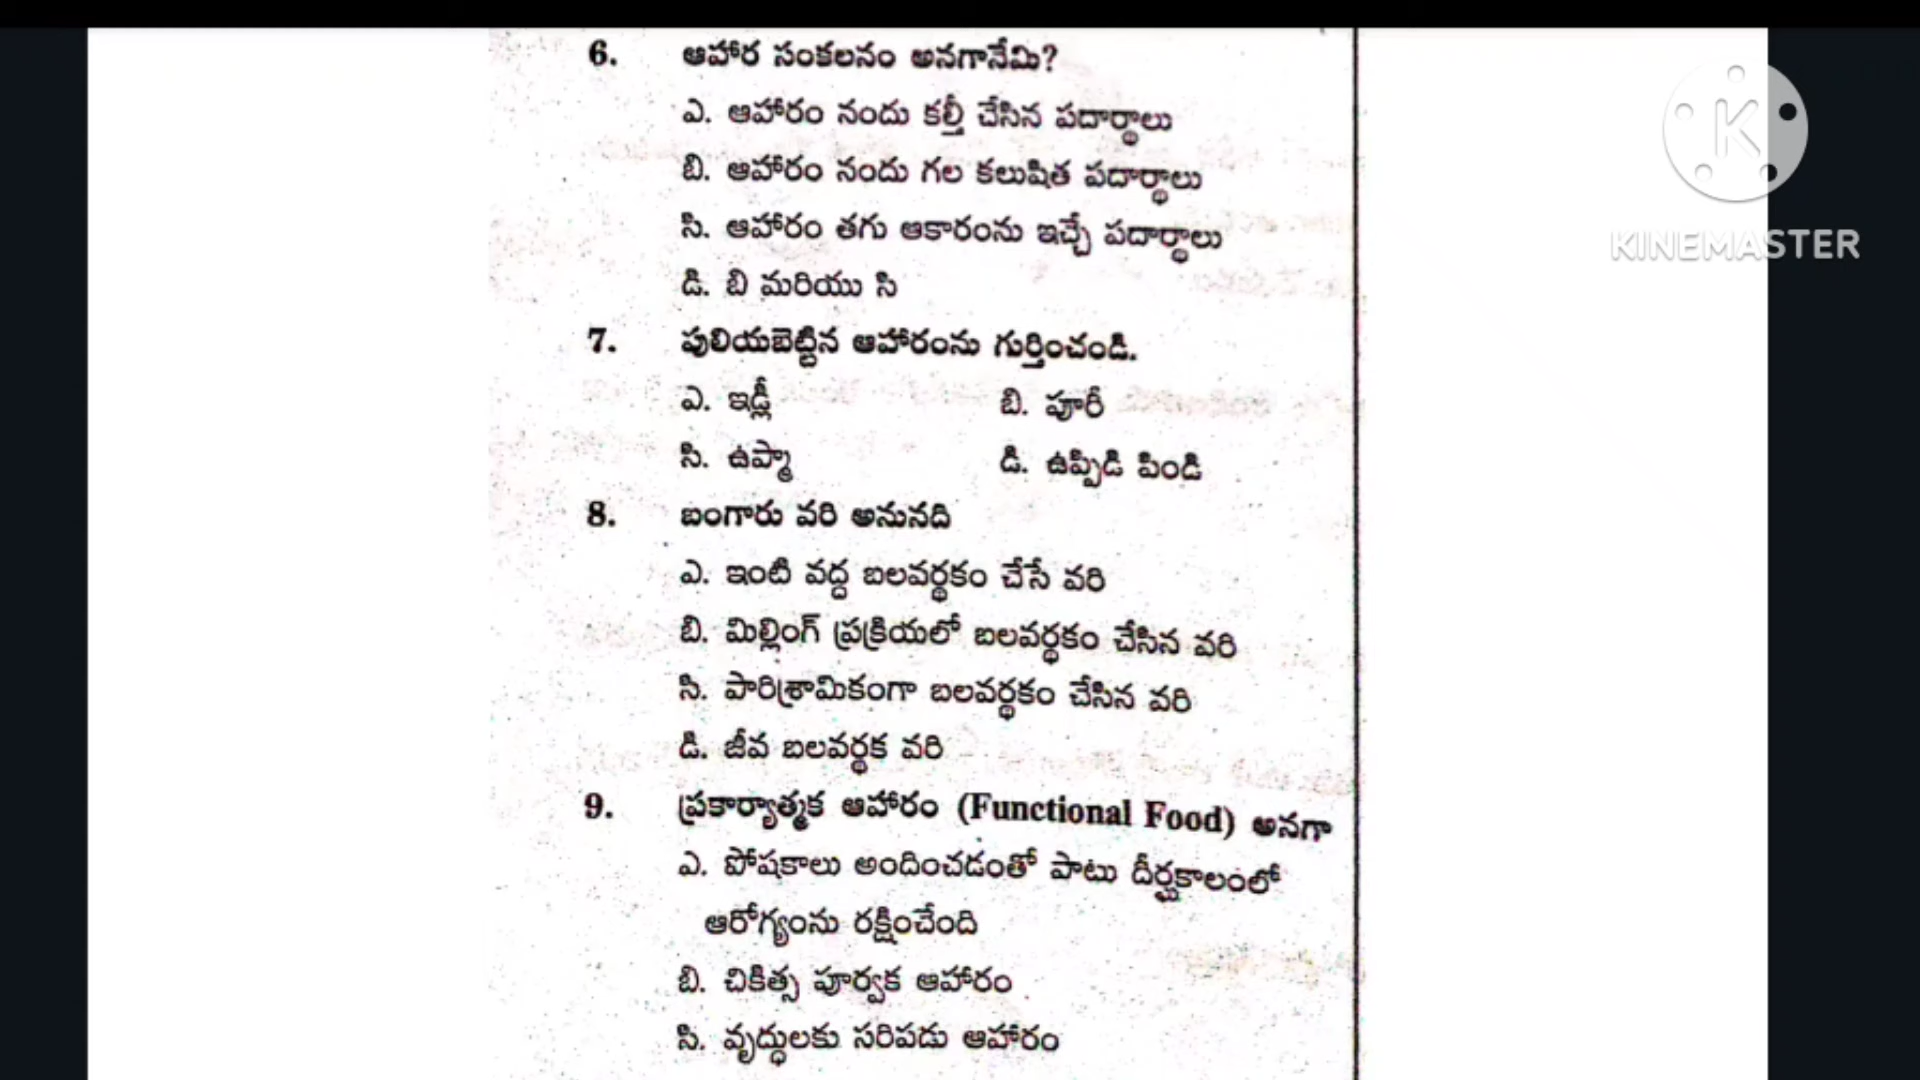 6. ఆహార సంకలనం అనగానేమి?
ఎ. ఆహారం నందు కల్తీ చేసిన పదార్థాలు
బి. ఆహారం నందు గల కలుషిత పదార్థాలు
సి. ఆహారం తగు ఆకారంను ఇచ్చే పదార్థాలు
డి. బి మరియు సి
7. పులియబెట్టిన ఆహారంను గుర్తించండి.
ఎ. ఇడ్లీ బి. పూరీ
సి. ఉప్మా డి. ఉప్పిడి పిండి
8. బంగారు వరి అనునది
ఎ. ఇంటి వద్ద బలవర్థకం చేసే వరి
బి. మిల్లింగ్ ప్రక్రియలో బలవర్థకం చేసిన వరి
సి. పారిశ్రామికంగా బలవర్థకం చేసిన వరి
డి. జీవ బలవర్థక వరి
9. ప్రకార్యాత్మక ఆహారం (Functional Food) అనగా
ఎ. పోషకాలు అందించడంతో పాటు దీర్ఘకాలంలో
ఆరోగ్యంను రక్షించేంది
బి. చికిత్స పూర్వక ఆహారం
సి. వృద్ధులకు సరిపడు ఆహారం
K
KINEMASTER